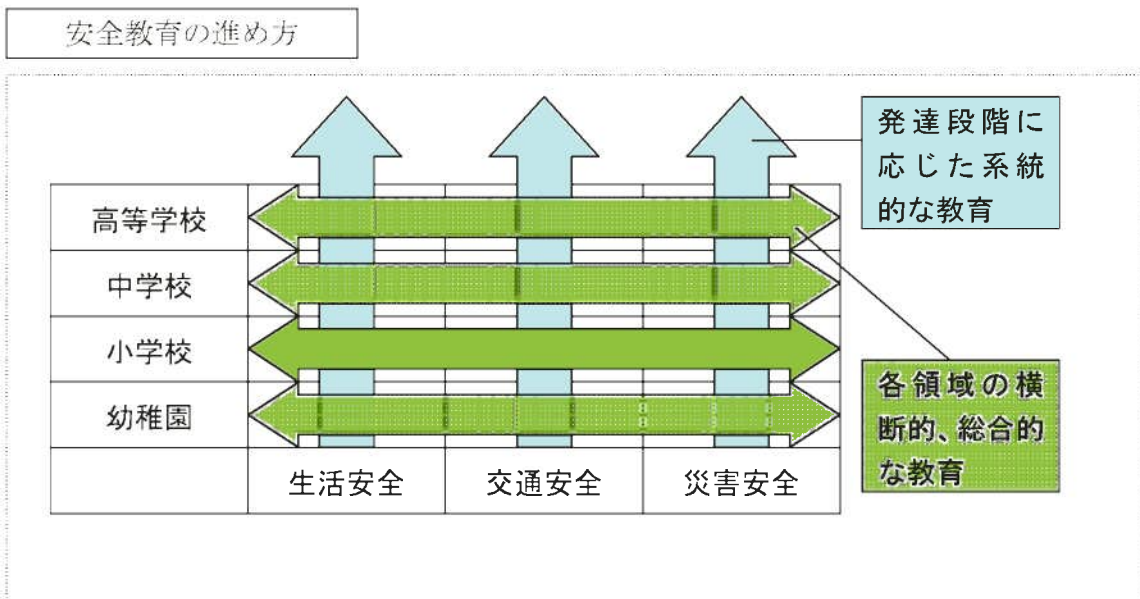 安全教育の進め方
発達段階に
応じた系統
的な教育
高等学校
中学校
小学校
幼稚園
各領域の横
断的、総合的
な教育
生活安全
交通安全
災害安全